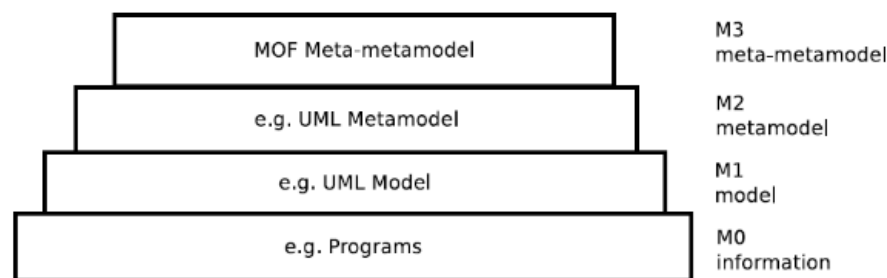 MOF Meta-metamodel
M3
meta-metamodel
e.g. UML Metamodel
M2
metamodel
e.g. UML Model
M1
model
e.g. Programs
M0
information